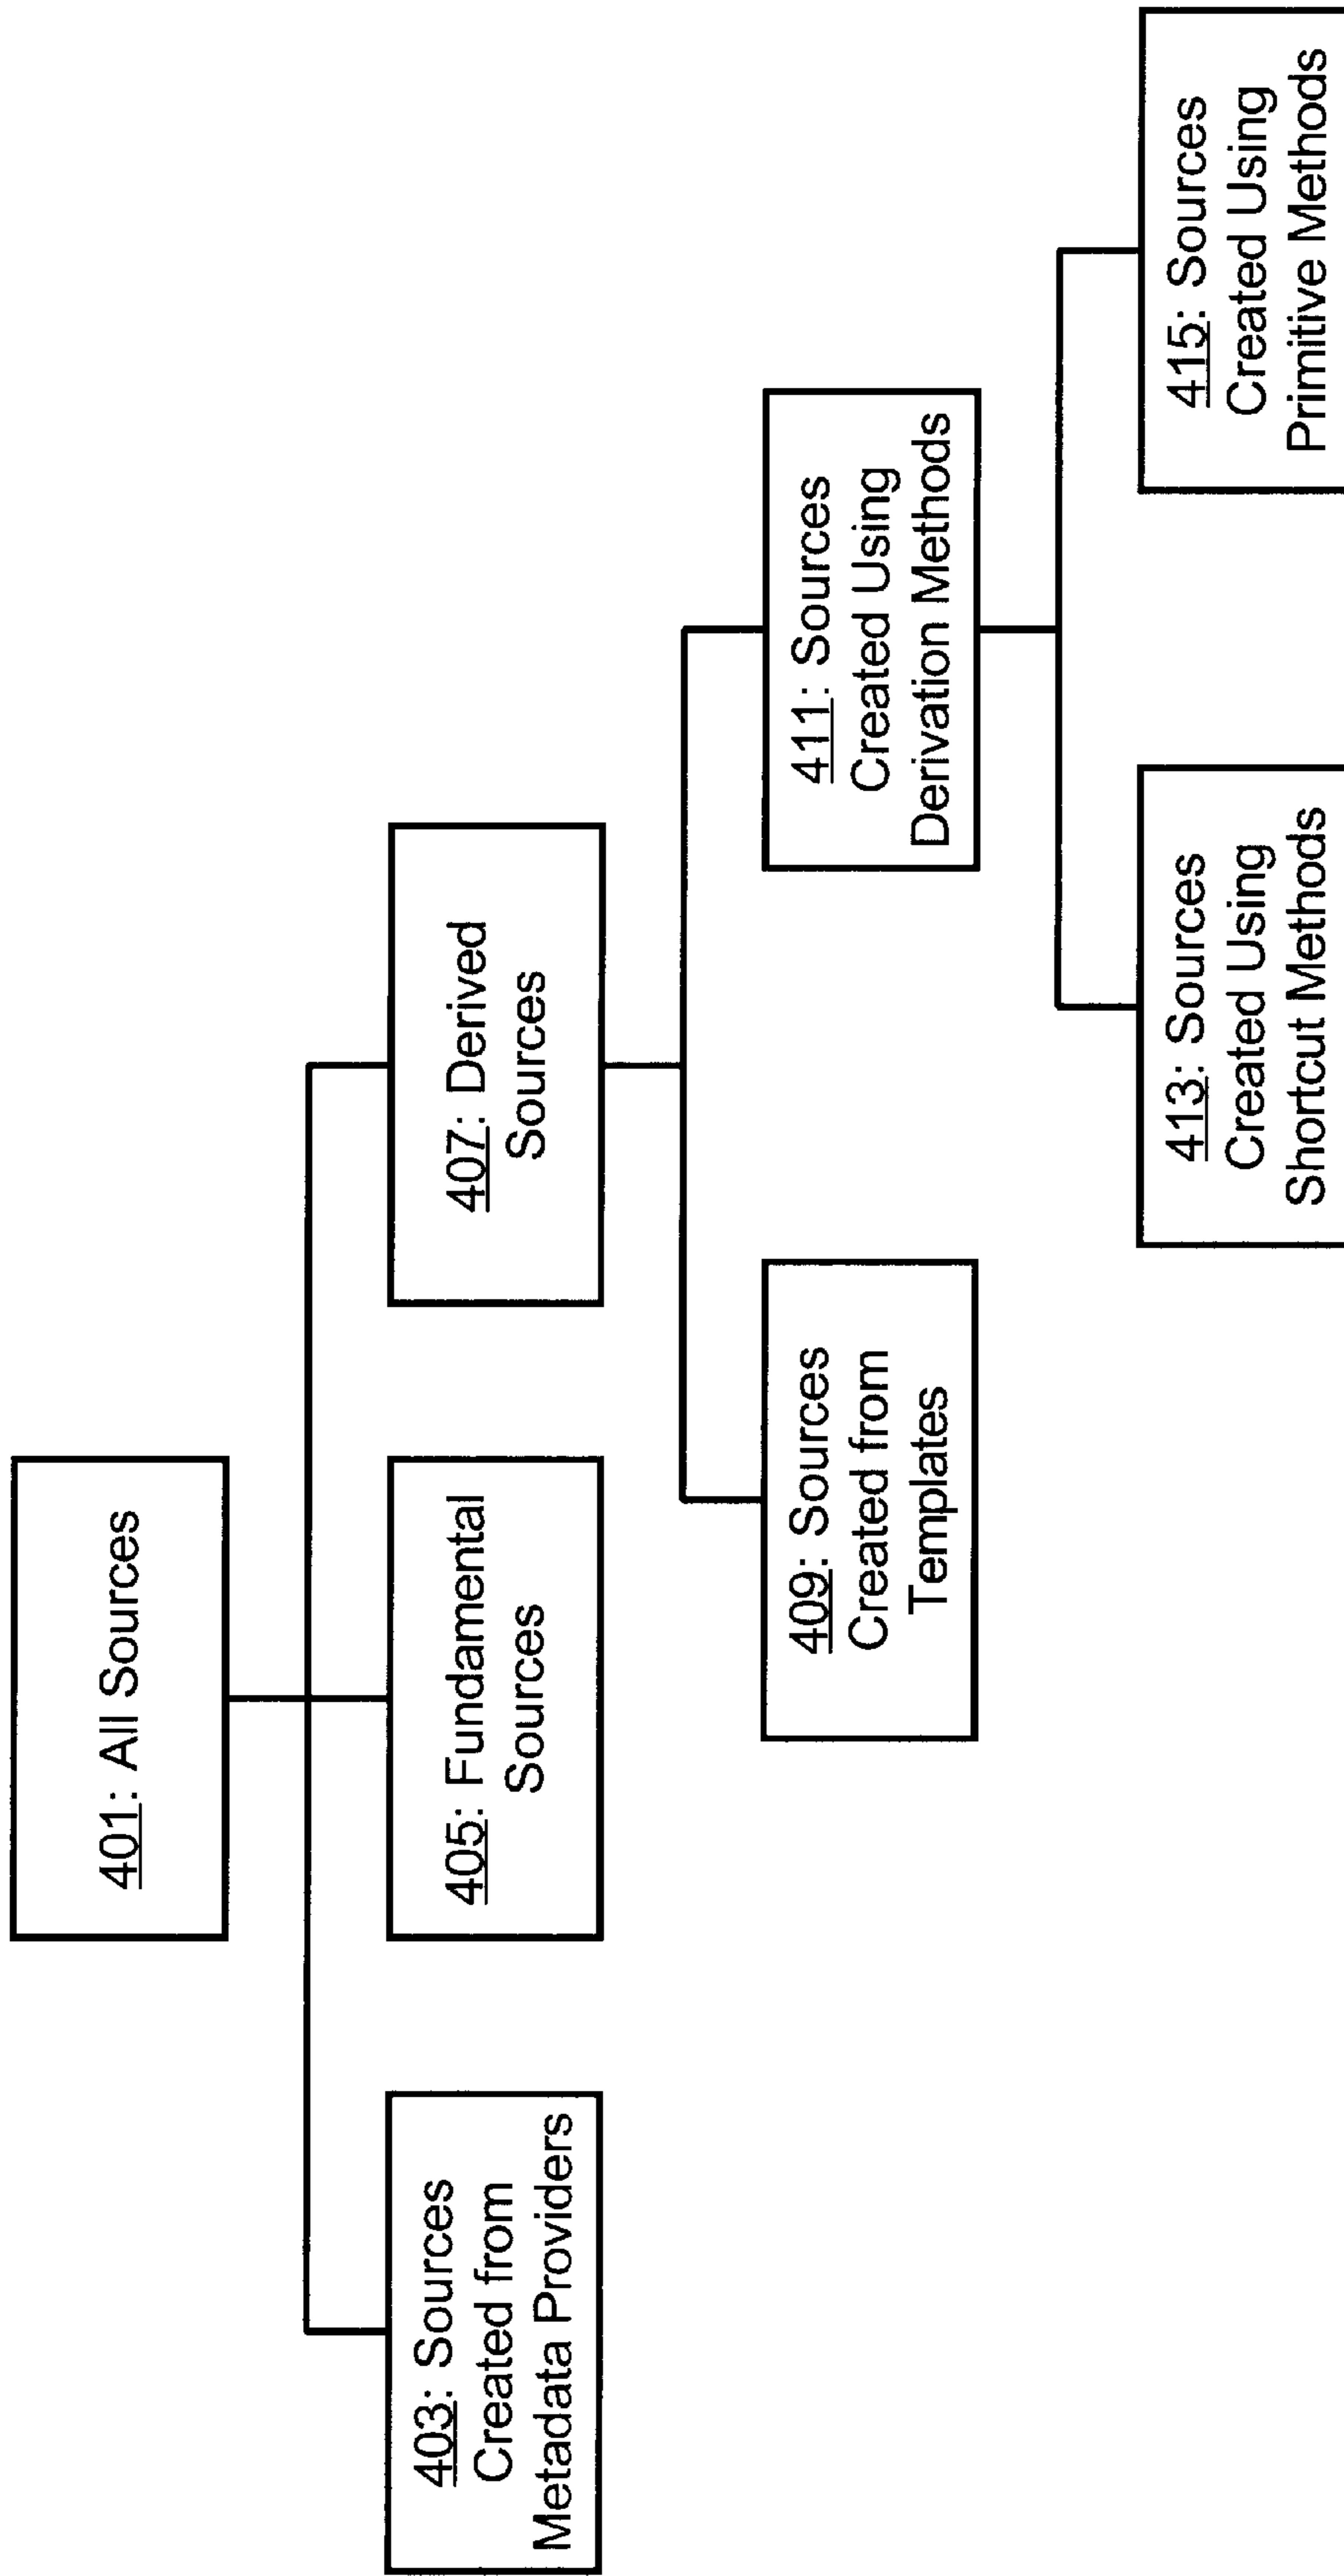 401: All Sources
403: Sources
Created from
Metadata Providers
405: Fundamental
Sources
407: Derived
Sources
409: Sources
Created from
Templates
411: Sources
Created Using
Derivation Methods
413: Sources
Created Using
Shortcut Methods
415: Sources
Created Using
Primitive Methods